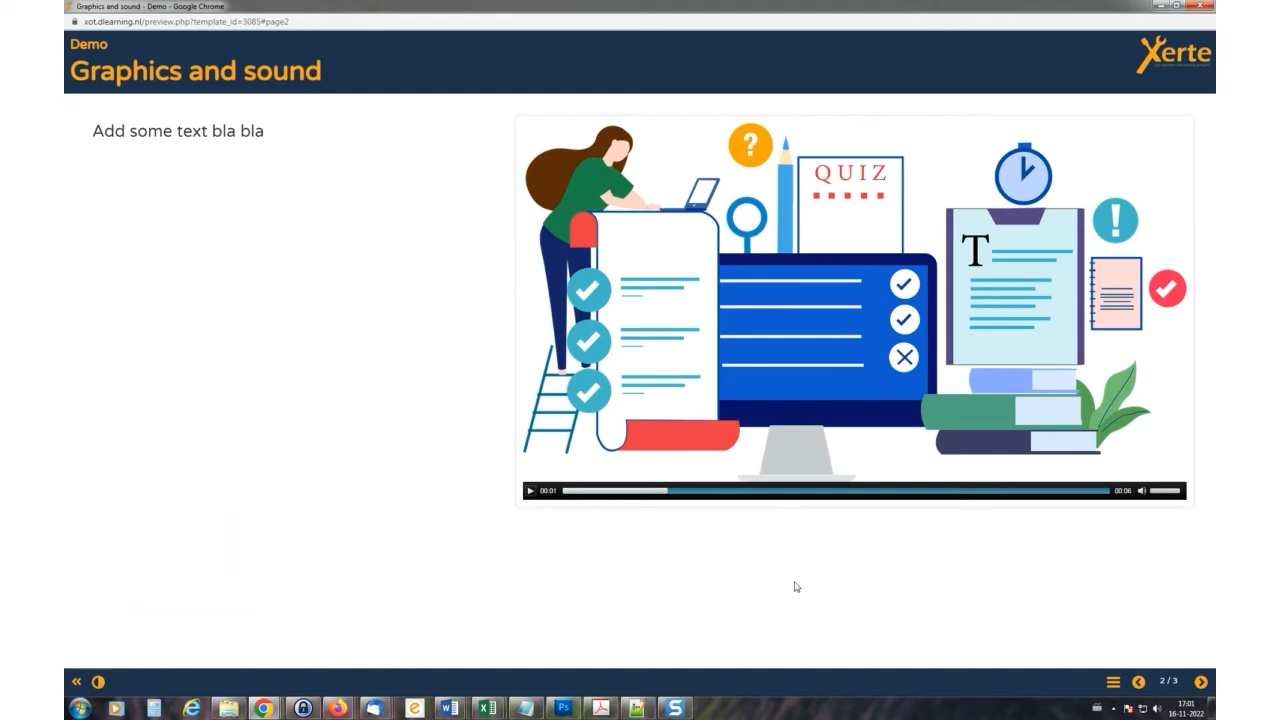 Graphics and sound - Demo - Google Chrome
xot.dlearning.nl/preview.php?template_id=3085#page2
Demo
Graphics and sound
Xerte
Add some text bla bla
?
QUIZ
!
T
00:01
00:06
2 / 3
17:01
16-11-2022